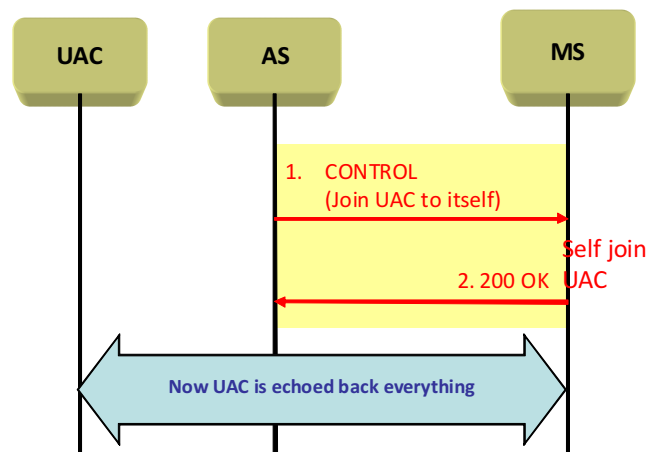 UAC
AS
MS
1. CONTROL
(Join UAC to itself)
Self join
UAC
2. 200 OK
Now UAC is echoed back everything